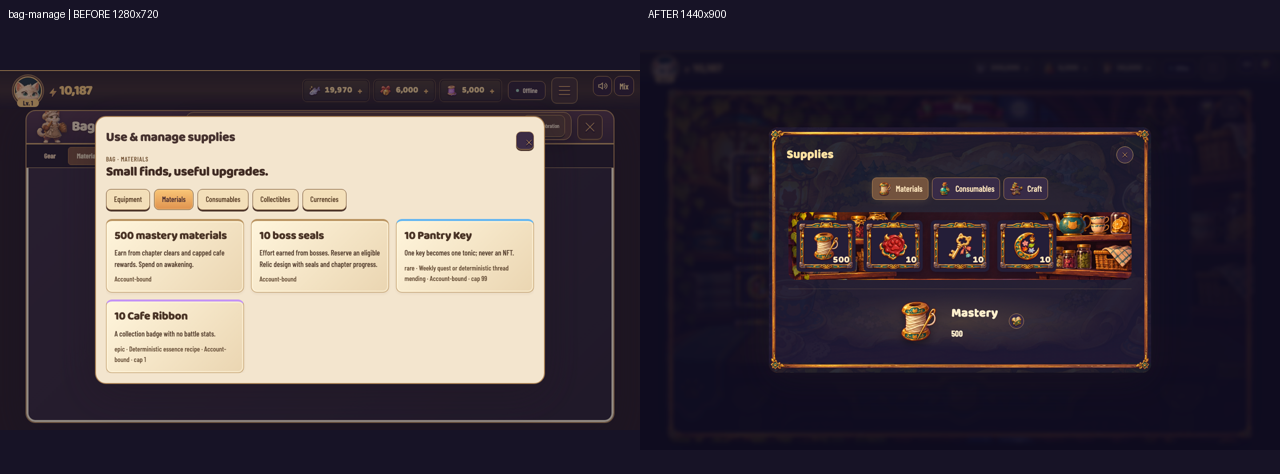 bag-manage | BEFORE 1280x720
AFTER 1440x900
Lv. 1
10,187
19,970 +
6,000 +
5,000 +
Offline
Mix
Bag
Gear
Use & manage supplies
BAG · MATERIALS
Small finds, useful upgrades.
Equipment
Materials
Consumables
Collectibles
Currencies
500 mastery materials
Earn from chapter clears and capped cafe
rewards. Spend on awakening.
Account-bound
10 boss seals
Effort earned from bosses. Reserve an eligible
Relic design with seals and chapter progress.
Account-bound
10 Pantry Key
One key becomes one tonic; never an NFT.
rare · Weekly quest or deterministic thread
mending · Account-bound · cap 99
10 Cafe Ribbon
A collection badge with no battle stats.
epic · Deterministic essence recipe · Account-
bound · cap 1
Supplies
Materials
Consumables
Craft
500
10
10
10
Mastery
500